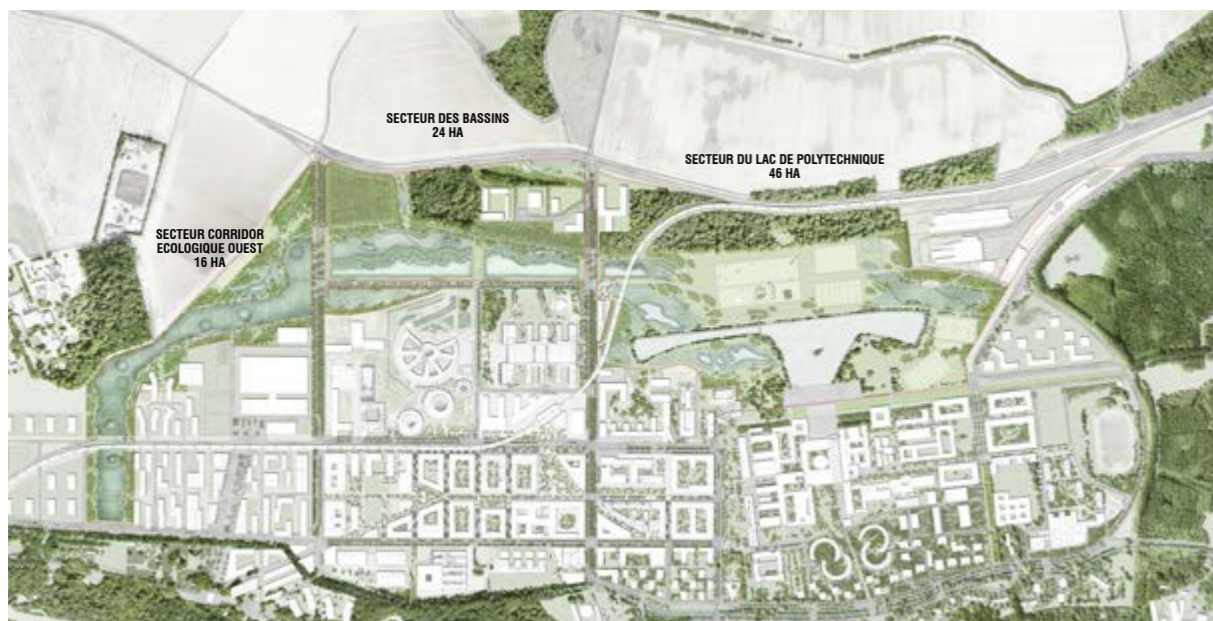 SECTEUR DES BASSINS
24 HA
SECTEUR DU LAC DE POLYTECHNIQUE
46 HA
SECTEUR CORRIDOR
ECOLOGIQUE OUEST
16 HA